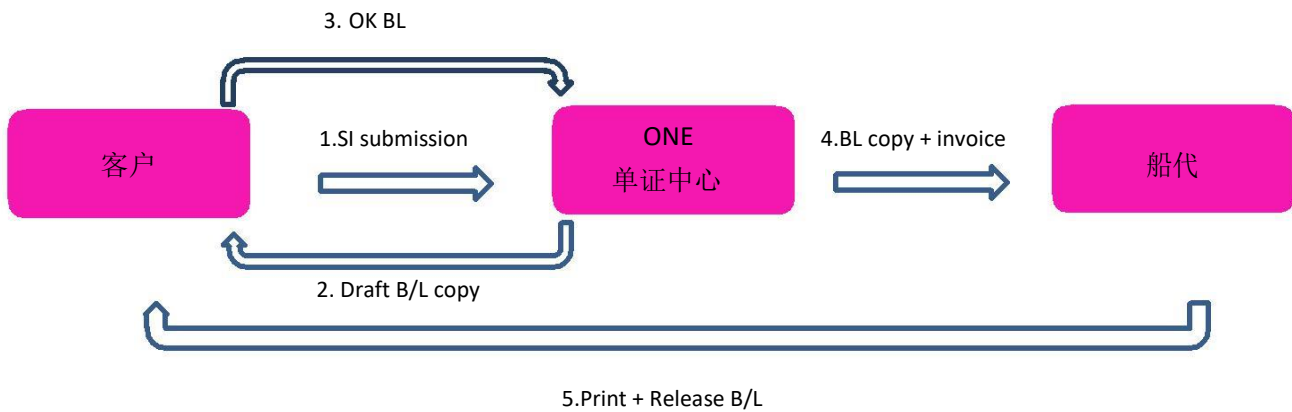 3. OK BL
客户
1.SI submission
ONE
单证中心
4.BL copy + invoice
船代
2. Draft B/L copy
5.Print + Release B/L